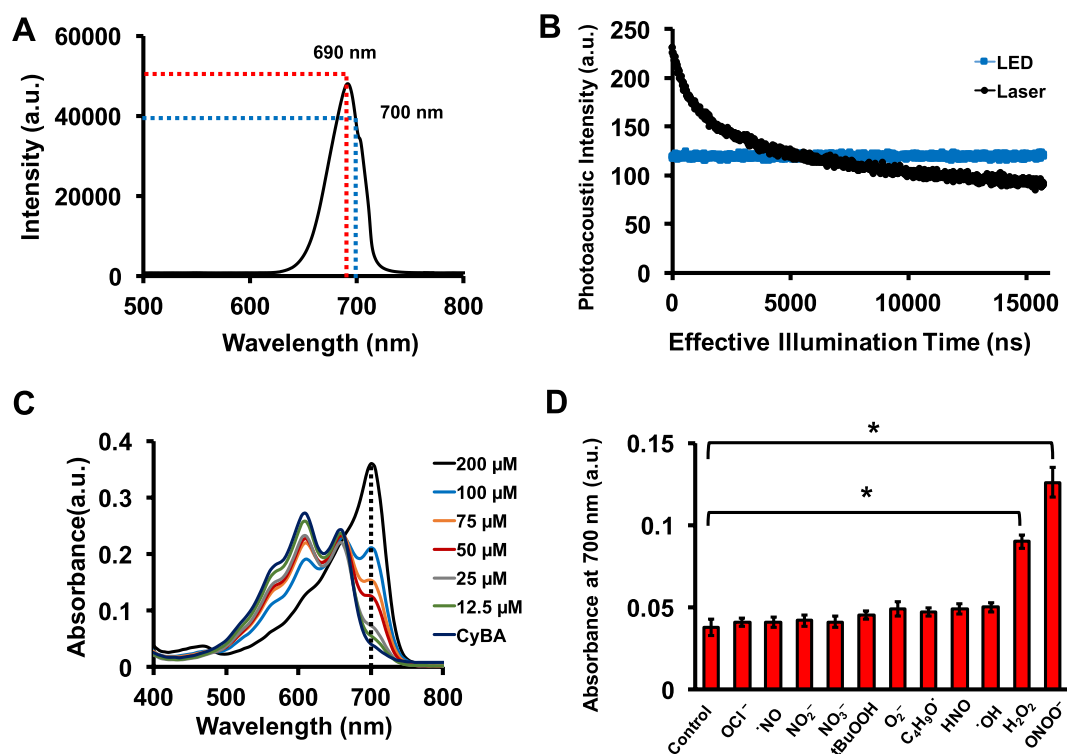 A
60000
40000
20000
0
500
600
700
800
Intensity (a.u.)
Wavelength (nm)
690 nm
700 nm
B
250
200
150
100
50
0
0
5000
10000
15000
Photoacoustic Intensity (a.u.)
Effective Illumination Time (ns)
LED
Laser
C
0.4
0.3
0.2
0.1
0
400
500
600
700
800
Absorbance(a.u.)
Wavelength (nm)
200 µM
100 µM
75 µM
50 µM
25 µM
12.5 µM
CyBA
D
0.15
0.1
0.05
0
Absorbance at 700 nm (a.u.)
*
*
Control
OCl⁻
˙NO
NO₂⁻
NO₃⁻
tBuOOH
O₂⁻
C₄H₉O˙
HNO
˙OH
H₂O₂
ONOO⁻